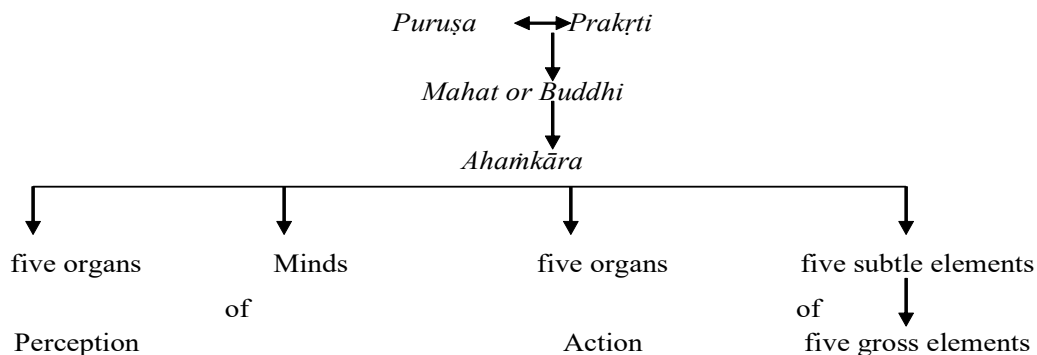 Puruṣa Prakṛti
Mahat or Buddhi
Ahaṁkāra
five organs Minds five organs five subtle elements
of of
Perception Action five gross elements